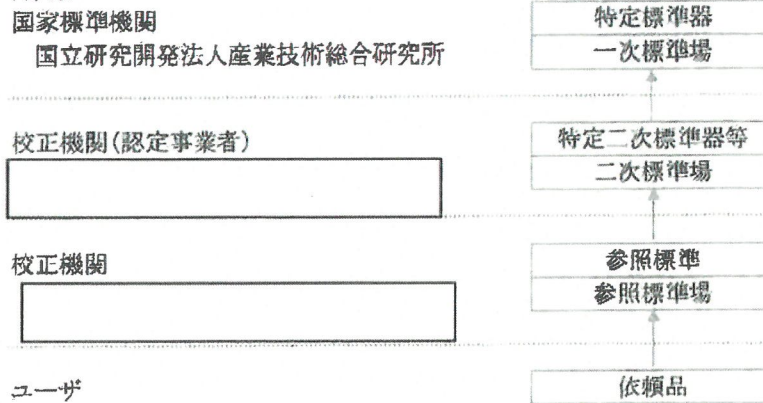 国家標準機関
国立研究開発法人産業技術総合研究所
特定標準器
一次標準場
校正機関(認定事業者)
特定二次標準器等
二次標準場
校正機関
参照標準
参照標準場
ユーザ
依頼品